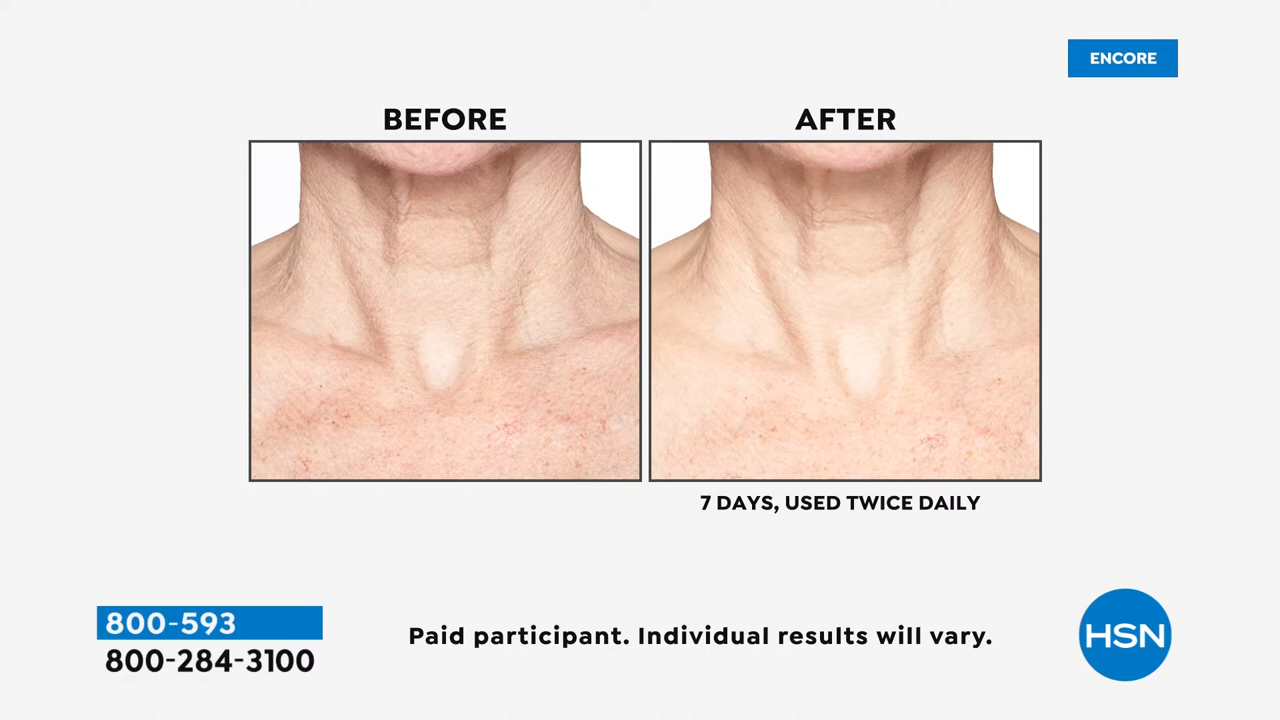 ENCORE
BEFORE
AFTER
7 DAYS, USED TWICE DAILY
800-593
800-284-3100
Paid participant. Individual results will vary.
HSN